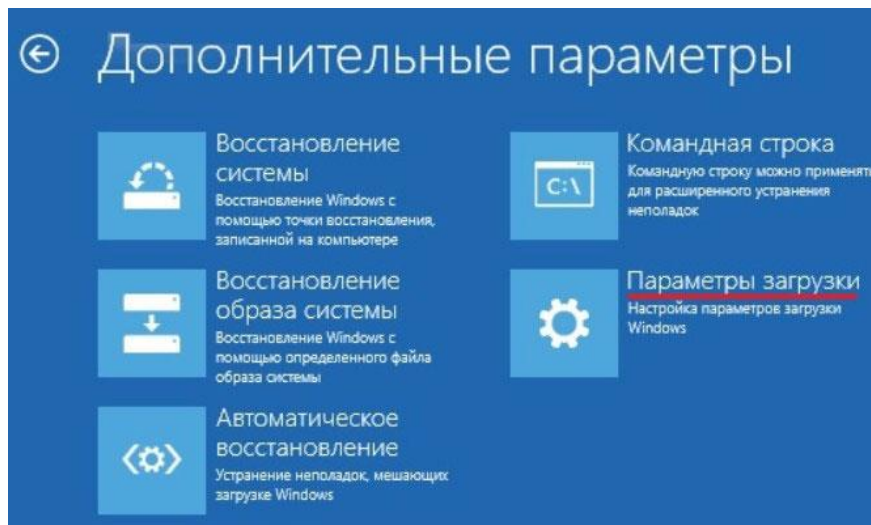 Дополнительные параметры
Восстановление
системы
Восстановление Windows с
помощью точки восстановления,
записанной на компьютере
Восстановление
образа системы
Восстановление Windows с
помощью определенного файла
образа системы
Автоматическое
восстановление
Устранение неполадок, мешающих
загрузке Windows
Командная строка
Командную строку можно применять
для расширенного устранения
неполадок
C:\
Параметры загрузки
Настройка параметров загрузки
Windows